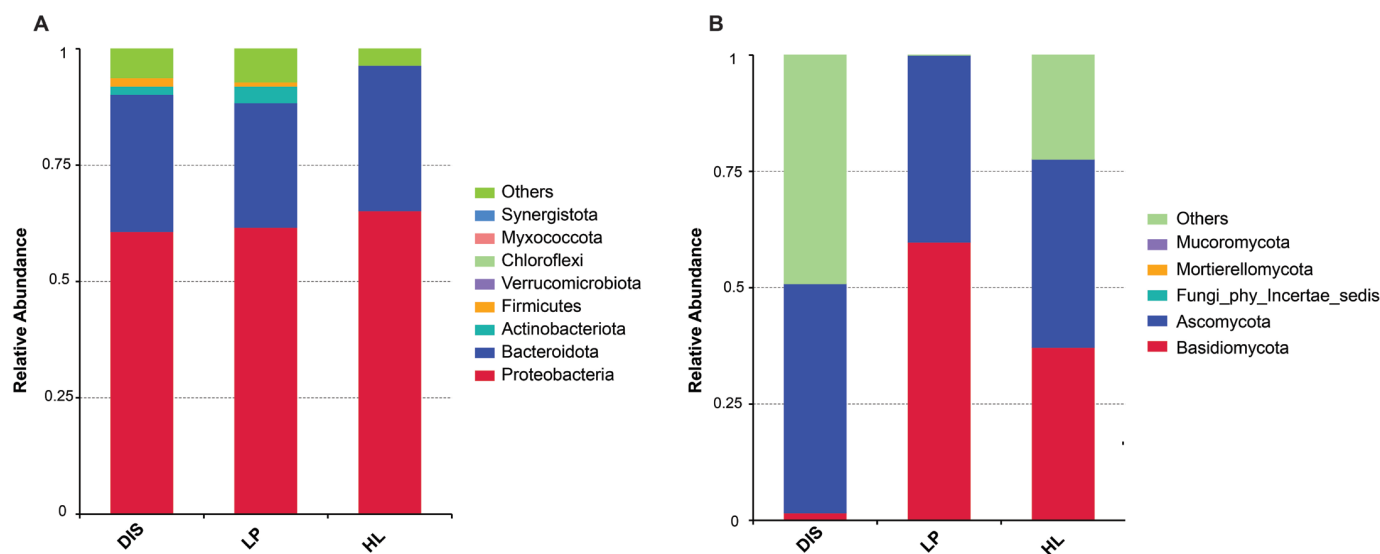 A
Relative Abundance
1
0.75
0.5
0.25
0
DIS
LP
HL
Others
Synergistota
Myxococcota
Chloroflexi
Verrucomicrobiota
Firmicutes
Actinobacteriota
Bacteroidota
Proteobacteria
B
Relative Abundance
1
0.75
0.5
0.25
0
DIS
LP
HL
Others
Mucoromycota
Mortierellomycota
Fungi_phy_Incertae_sedis
Ascomycota
Basidiomycota